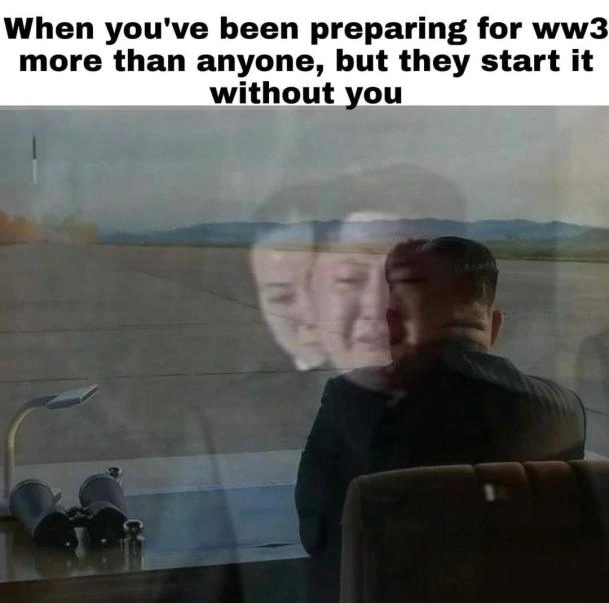 When you've been preparing for ww3
more than anyone, but they start it
without you